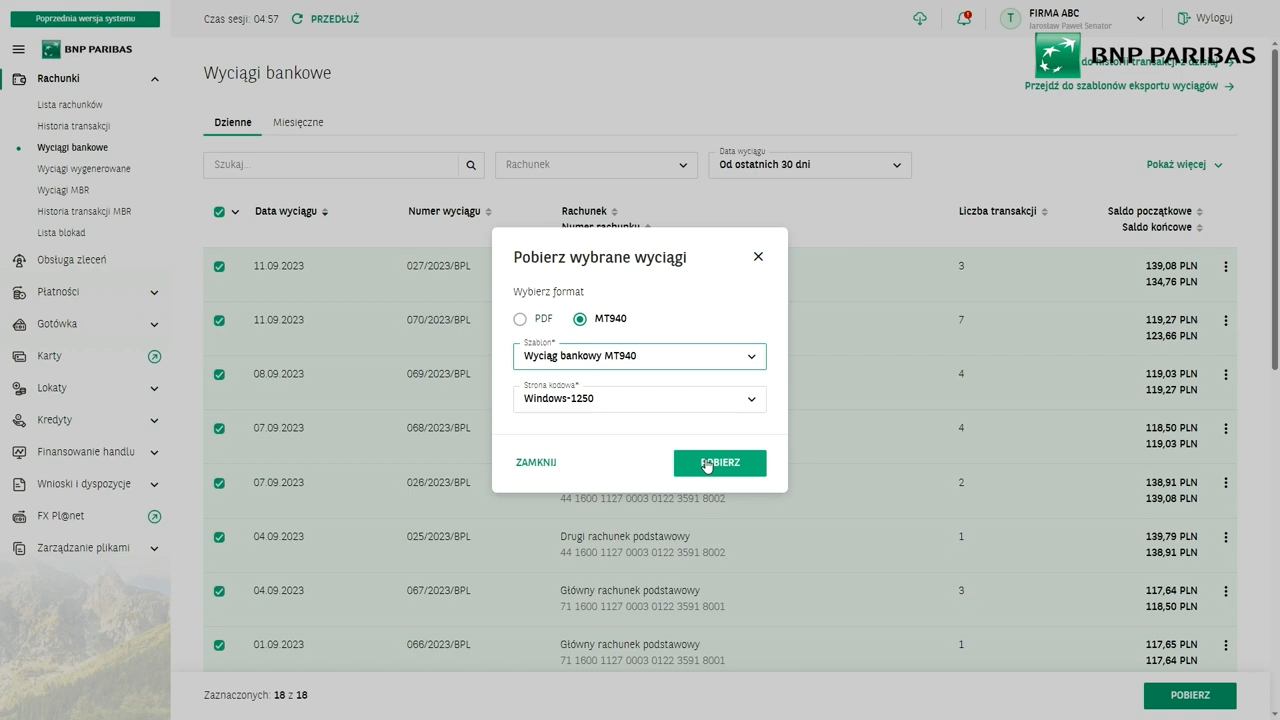 Poprzednia wersja systemu
Czas sesji: 04:57 PRZEDŁUŻ
T FIRMA ABC
Jarosław Paweł Senator
Wyloguj
BNP PARIBAS
BNP PARIBAS
do historii transakcji z dzisiaj
Przejdź do szablonów eksportu wyciągów
Rachunki
Lista rachunków
Historia transakcji
Wyciągi bankowe
Wyciągi wygenerowane
Wyciągi MBR
Historia transakcji MBR
Lista blokad
Obsługa zleceń
Płatności
Gotówka
Karty
Lokaty
Kredyty
Finansowanie handlu
Wnioski i dyspozycje
FX Pl@net
Zarządzanie plikami
Wyciągi bankowe
Dzienne Miesięczne
Szukaj... Rachunek
Data wyciągu
Od ostatnich 30 dni
Pokaż więcej
Data wyciągu Numer wyciągu Rachunek Liczba transakcji Saldo początkowe
Numer rachunku Saldo końcowe
11.09.2023 027/2023/BPL 3 139,08 PLN
134,76 PLN
11.09.2023 070/2023/BPL 7 119,27 PLN
123,66 PLN
08.09.2023 069/2023/BPL 4 119,03 PLN
119,27 PLN
07.09.2023 068/2023/BPL 4 118,50 PLN
119,03 PLN
07.09.2023 026/2023/BPL 2 138,91 PLN
44 1600 1127 0003 0122 3591 8002 139,08 PLN
04.09.2023 025/2023/BPL Drugi rachunek podstawowy 1 139,79 PLN
44 1600 1127 0003 0122 3591 8002 138,91 PLN
04.09.2023 067/2023/BPL Główny rachunek podstawowy 3 117,64 PLN
71 1600 1127 0003 0122 3591 8001 118,50 PLN
01.09.2023 066/2023/BPL Główny rachunek podstawowy 1 117,65 PLN
71 1600 1127 0003 0122 3591 8001 117,64 PLN
Pobierz wybrane wyciągi
Wybierz format
PDF MT940
Szablon*
Wyciąg bankowy MT940
Strona kodowa*
Windows-1250
ZAMKNIJ POBIERZ
Zaznaczonych: 18 z 18 POBIERZ